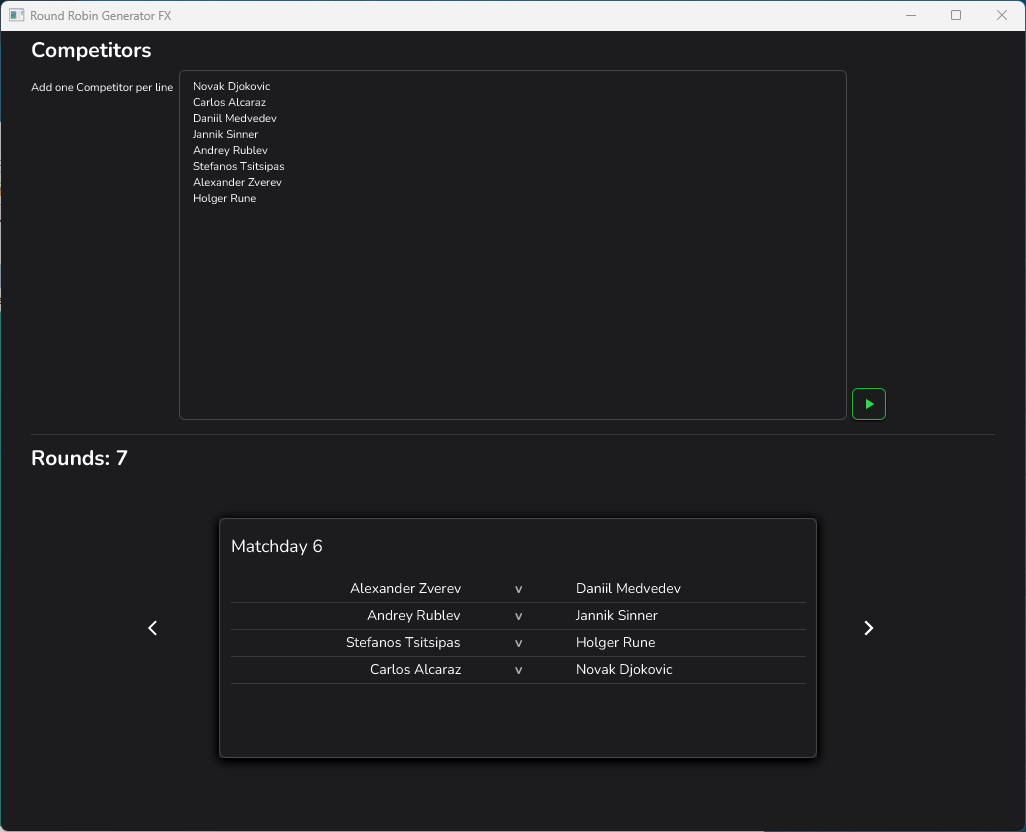 Round Robin Generator FX
Competitors
Add one Competitor per line
Novak Djokovic
Carlos Alcaraz
Daniil Medvedev
Jannik Sinner
Andrey Rublev
Stefanos Tsitsipas
Alexander Zverev
Holger Rune
Rounds: 7
Matchday 6
Alexander Zverev v Daniil Medvedev
Andrey Rublev v Jannik Sinner
Stefanos Tsitsipas v Holger Rune
Carlos Alcaraz v Novak Djokovic